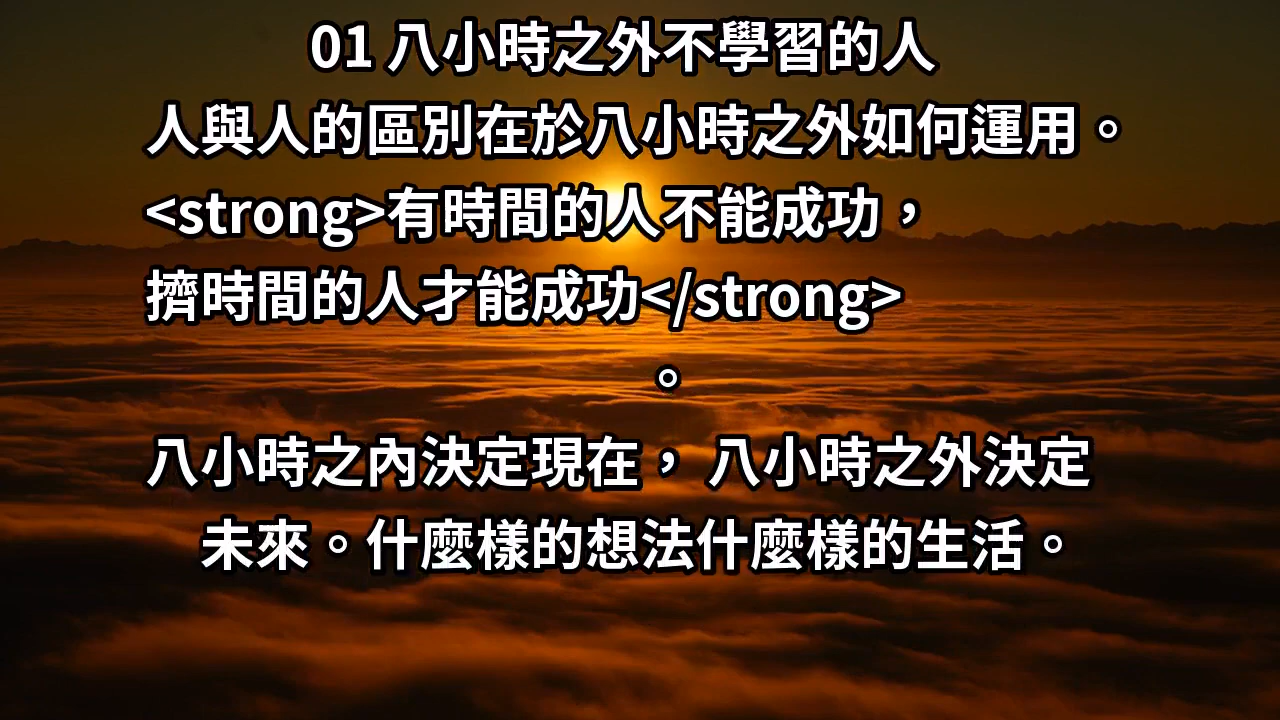 01 八小時之外不學習的人
人與人的區別在於八小時之外如何運用。
<strong>有時間的人不能成功，
擠時間的人才能成功</strong>
。
八小時之內決定現在， 八小時之外決定
未來。什麼樣的想法什麼樣的生活。